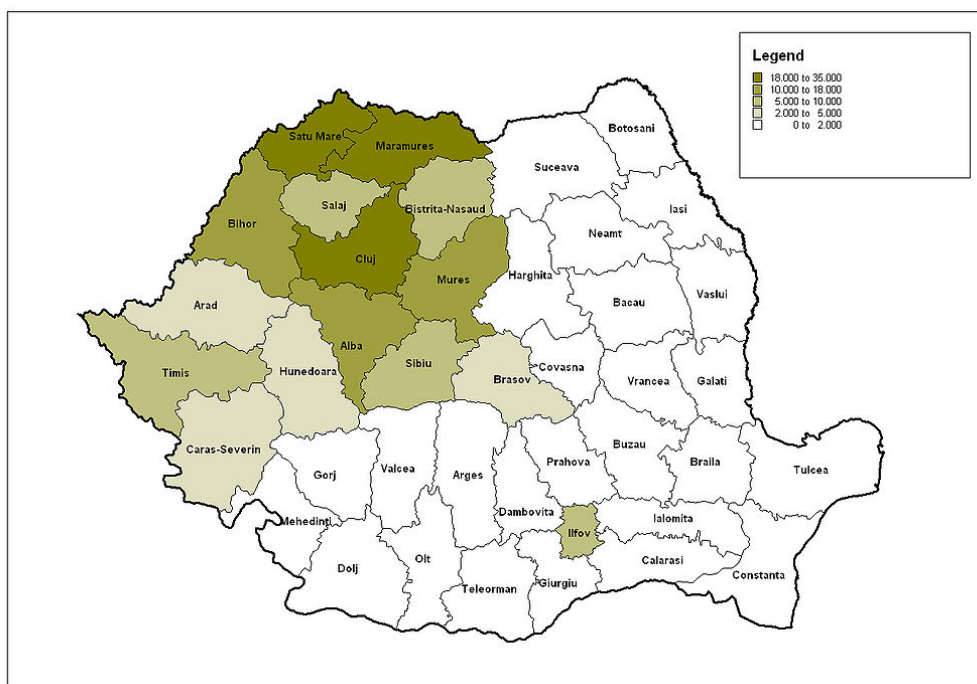 Legend
18.000 to 35.000
10.000 to 18.000
5.000 to 10.000
2.000 to 5.000
0 to 2.000
Botosani
Satu Mare
Maramures
Suceava
Salaj
Bistrita-Nasaud
Iasi
Bihor
Neamt
Cluj
Mures
Harghita
Vaslui
Arad
Bacau
Alba
Sibiu
Covasna
Timis
Hunedoara
Brasov
Vrancea
Galati
Caras-Severin
Gorj
Valcea
Arges
Prahova
Buzau
Braila
Tulcea
Mehedinti
Dambovita
Ilfov
Ialomita
Dolj
Olt
Teleorman
Giurgiu
Calarasi
Constanta